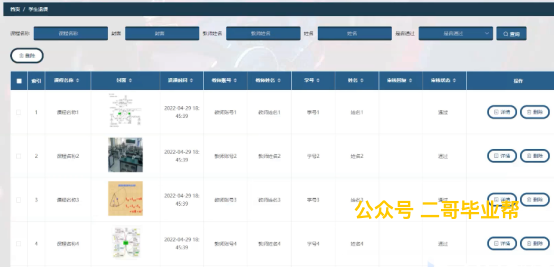 首页 / 学生选课
课程名称 课程名称 封面 封面 教师姓名 教师姓名 姓名 姓名 是否通过 是否通过 查询
删除
索引 课程名称 封面 选课时间 教师账号 教师姓名 学号 姓名 审核回复 审核状态 操作
1 课程名称1 2022-04-29 18:45:39 教师账号1 教师姓名1 学号1 姓名1 通过 详情 删除
2 课程名称2 2022-04-29 18:45:39 教师账号2 教师姓名2 学号2 姓名2 通过 详情 删除
3 课程名称3 2022-04-29 18:45:39 教师账号3 教师姓名3 学号3 姓名3 通过 详情 删除
公众号 二哥毕业帮
4 课程名称4 2022-04-29 18:45:39 教师账号4 教师姓名4 学号4 姓名4 通过 详情 删除